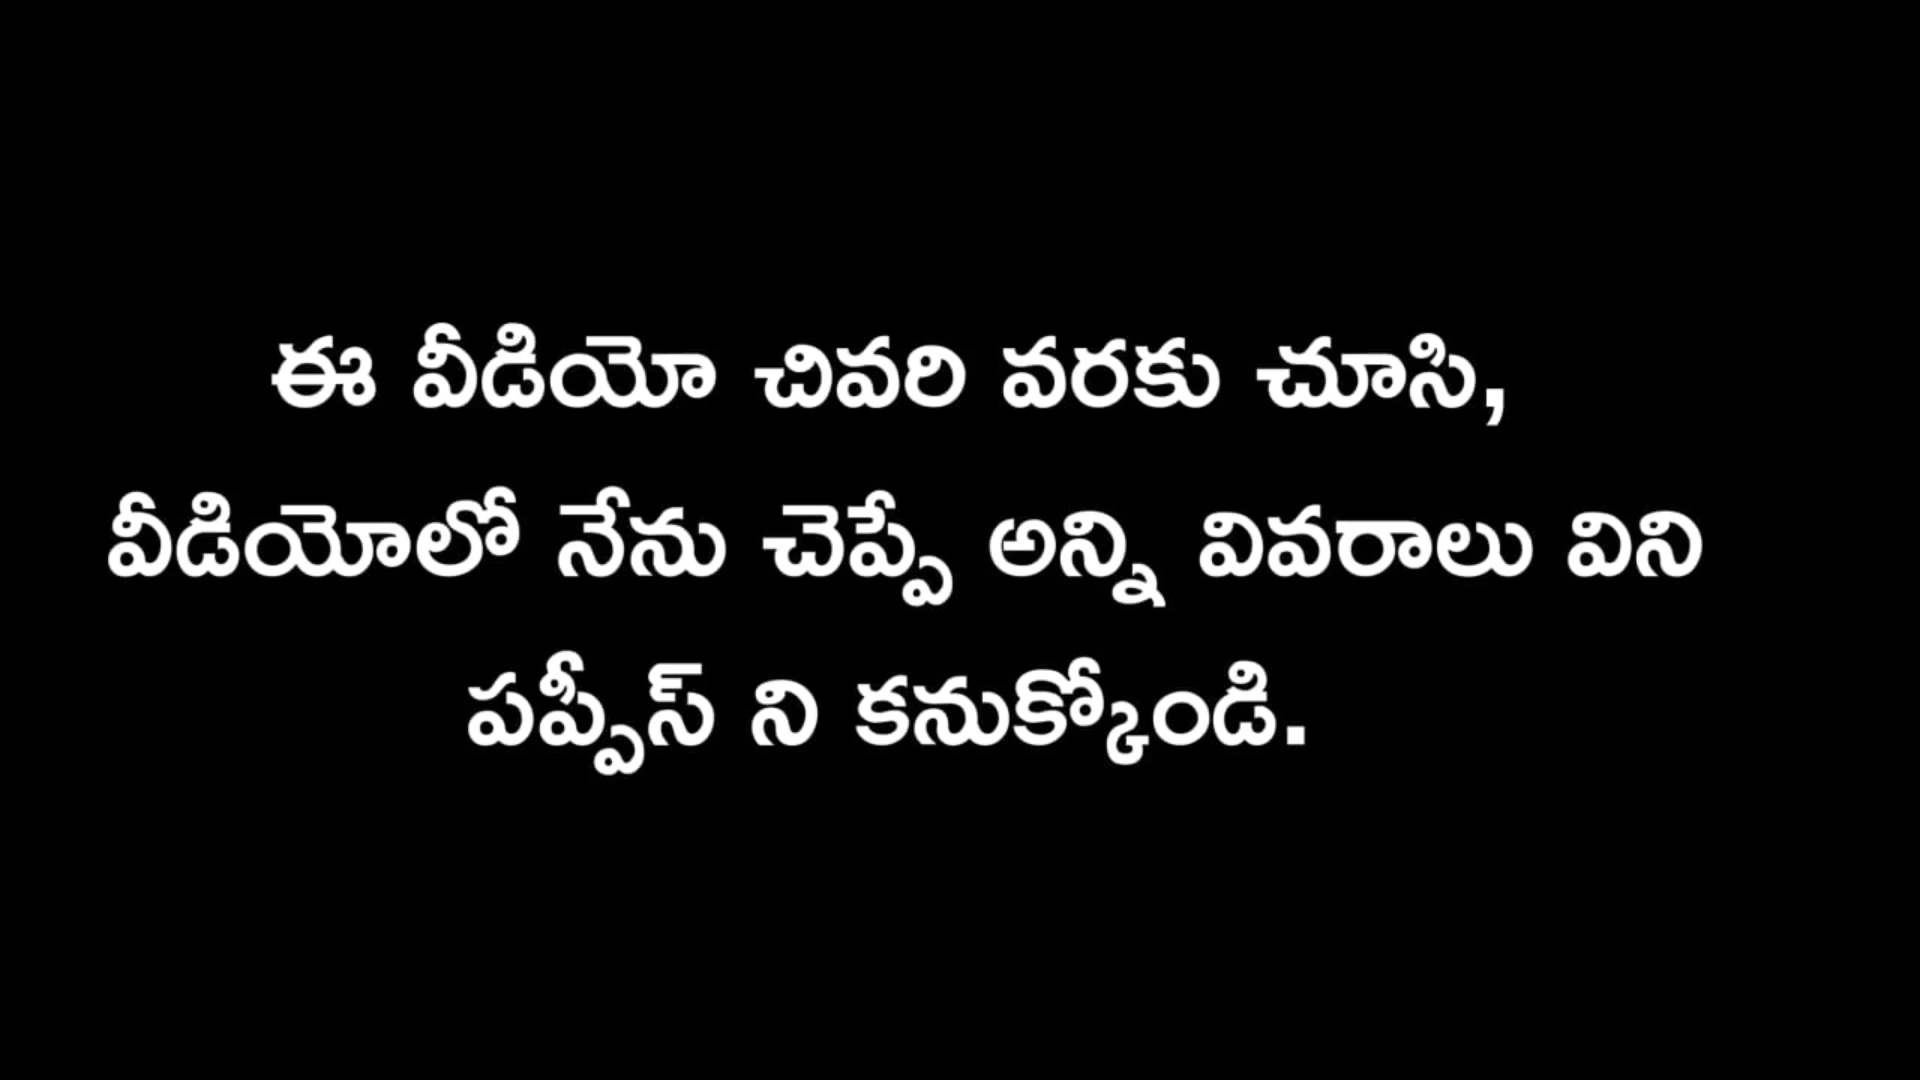 ఈ వీడియో చివరి వరకు చూసి,
వీడియోలో నేను చెప్పే అన్ని వివరాలు విని
పప్పీస్ ని కనుక్కోండి.